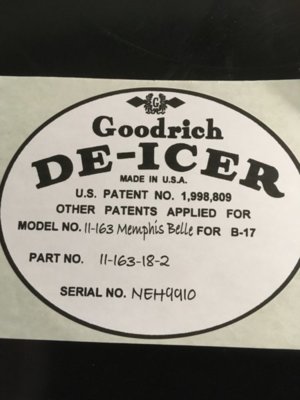 G
Goodrich
DE-ICER
MADE IN U.S.A.
U.S. PATENT NO. 1,998,809
OTHER PATENTS APPLIED FOR
MODEL NO. 11-163 Memphis Belle FOR B-17
PART NO. 11-163-18-2
SERIAL NO. NEH9910